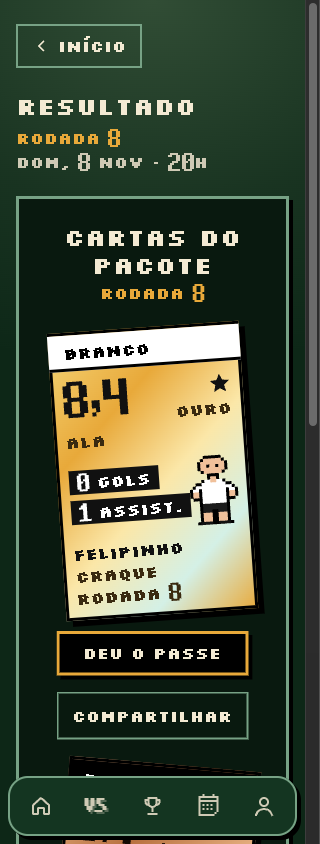 INÍCIO
RESULTADO
RODADA 8
DOM, 8 NOV · 20H
CARTAS DO
PACOTE
RODADA 8
BRANCO
8,4
OURO
ALA
0 GOLS
1 ASSIST.
FELIPINHO
CRAQUE
RODADA 8
DEU O PASSE
COMPARTILHAR
VS